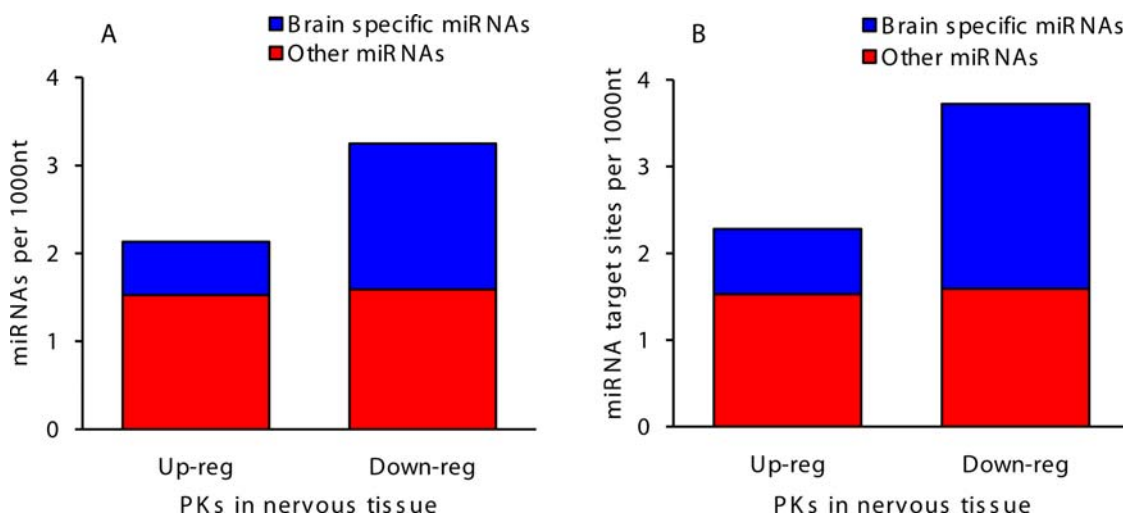 A
Brain specific miRNAs
Other miRNAs
miRNAs per 1000nt
4
3
2
1
0
Up-reg
Down-reg
PKs in nervous tissue
B
Brain specific miRNAs
Other miRNAs
miRNA target sites per 1000nt
4
3
2
1
0
Up-reg
Down-reg
PKs in nervous tissue